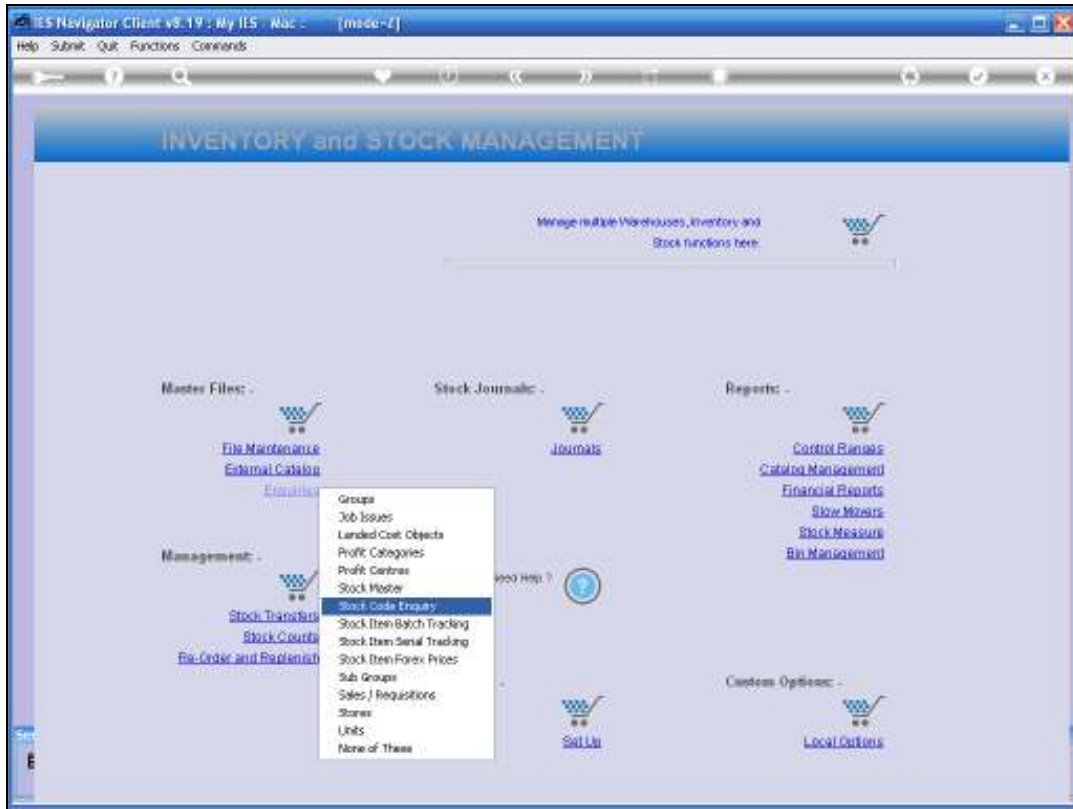 IES Navigator Client v8.19 : My IES - Mac - [mode-£]
Help Submit Quit Functions Commands
INVENTORY and STOCK MANAGEMENT
Manage multiple Warehouses, Inventory and
Stock functions here.
Master Files: -
Stock Journals: -
Reports: -
File Maintenance
External Catalog
Enquiries
Journals
Control Ranges
Catalog Management
Financial Reports
Slow Movers
Stock Measure
Bin Management
Groups
Job Issues
Landed Cost Objects
Profit Categories
Profit Centres
Stock Master
Stock Code Enquiry
Stock Item Batch Tracking
Stock Item Serial Tracking
Stock Item Forex Prices
Sub Groups
Sales / Requisitions
Stores
Units
None of These
Management: -
Need Help ?
Stock Transfers
Stock Counts
Re-Order and Replenish
Custom Options: -
Set Up
Local Options